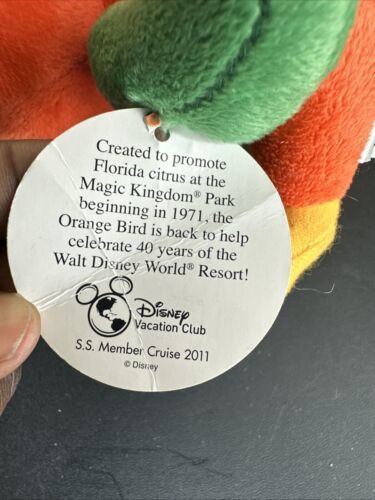 Created to promote
Florida citrus at the
Magic Kingdom® Park
beginning in 1971, the
Orange Bird is back to help
celebrate 40 years of the
Walt Disney World® Resort!
Disney
Vacation Club
S.S. Member Cruise 2011
© Disney